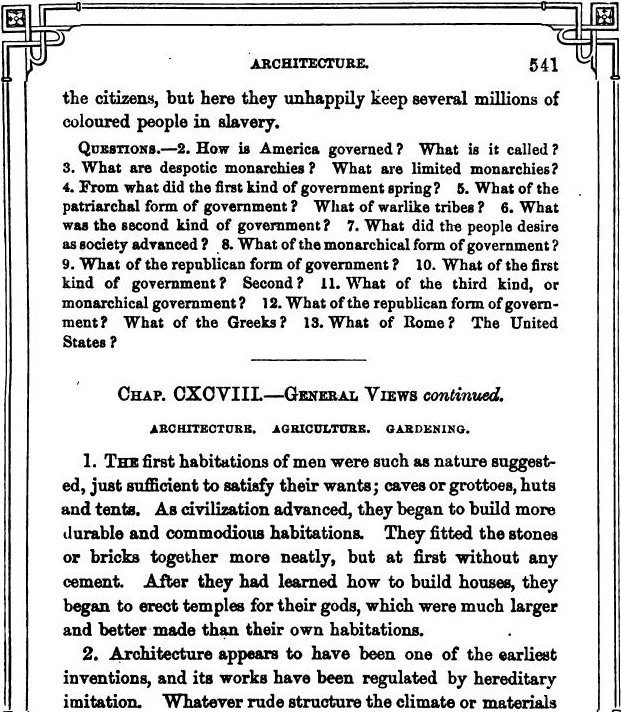 ARCHITECTURE. 541
the citizens, but here they unhappily keep several millions of
coloured people in slavery.
QUESTIONS.—2. How is America governed? What is it called?
3. What are despotic monarchies? What are limited monarchies?
4. From what did the first kind of government spring? 5. What of the
patriarchal form of government? What of warlike tribes? 6. What
was the second kind of government? 7. What did the people desire
as society advanced? 8. What of the monarchical form of government?
9. What of the republican form of government? 10. What of the first
kind of government? Second? 11. What of the third kind, or
monarchical government? 12. What of the republican form of govern-
ment? What of the Greeks? 13. What of Rome? The United
States?
CHAP. CXCVIII.—GENERAL VIEWS continued.
ARCHITECTURE. AGRICULTURE. GARDENING.
1. THE first habitations of men were such as nature suggest-
ed, just sufficient to satisfy their wants; caves or grottoes, huts
and tents. As civilization advanced, they began to build more
durable and commodious habitations. They fitted the stones
or bricks together more neatly, but at first without any
cement. After they had learned how to build houses, they
began to erect temples for their gods, which were much larger
and better made than their own habitations.
2. Architecture appears to have been one of the earliest
inventions, and its works have been regulated by hereditary
imitation. Whatever rude structure the climate or materials